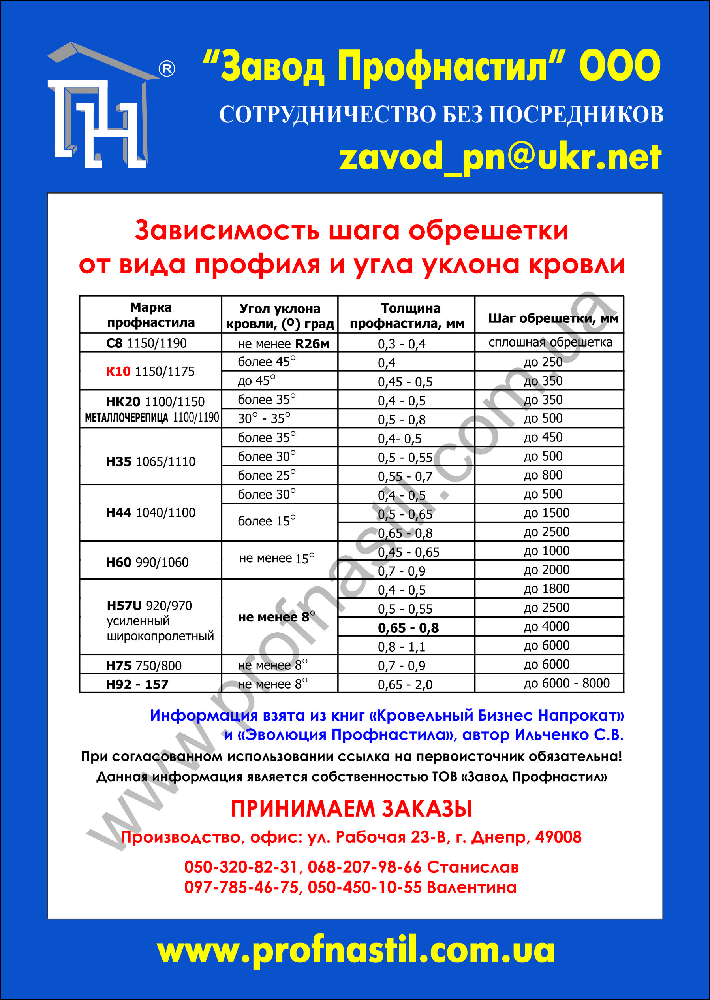 ®
“Завод Профнастил” ООО
СОТРУДНИЧЕСТВО БЕЗ ПОСРЕДНИКОВ
zavod_pn@ukr.net
Зависимость шага обрешетки
от вида профиля и угла уклона кровли
Марка профнастила | Угол уклона кровли, (º) град | Толщина профнастила, мм | Шаг обрешетки, мм
С8 1150/1190 | не менее R26м | 0,3 - 0,4 | сплошная обрешетка
К10 1150/1175 | более 45° | 0,4 | до 250
до 45° | 0,45 - 0,5 | до 350
НК20 1100/1150 | более 35° | 0,4 - 0,5 | до 350
МЕТАЛЛОЧЕРЕПИЦА 1100/1190 | 30° - 35° | 0,5 - 0,8 | до 500
Н35 1065/1110 | более 35° | 0,4- 0,5 | до 450
более 30° | 0,5 - 0,55 | до 500
более 25° | 0,55 - 0,7 | до 800
Н44 1040/1100 | более 30° | 0,4 - 0,5 | до 500
более 15° | 0,5 - 0,65 | до 1500
0,65 - 0,8 | до 2500
Н60 990/1060 | не менее 15° | 0,45 - 0,65 | до 1000
0,7 - 0,9 | до 2000
Н57U 920/970 усиленный широкопролетный | не менее 8° | 0,4 - 0,5 | до 1800
0,5 - 0,55 | до 2500
0,65 - 0,8 | до 4000
0,8 - 1,1 | до 6000
Н75 750/800 | не менее 8° | 0,7 - 0,9 | до 6000
Н92 - 157 | не менее 8° | 0,65 - 2,0 | до 6000 - 8000
www.profnastil.com.ua
Информация взята из книг «Кровельный Бизнес Напрокат»
и «Эволюция Профнастила», автор Ильченко С.В.
При согласованном использовании ссылка на первоисточник обязательна!
Данная информация является собственностью ТОВ «Завод Профнастил»
ПРИНИМАЕМ ЗАКАЗЫ
Производство, офис: ул. Рабочая 23-В, г. Днепр, 49008
050-320-82-31, 068-207-98-66 Станислав
097-785-46-75, 050-450-10-55 Валентина
www.profnastil.com.ua